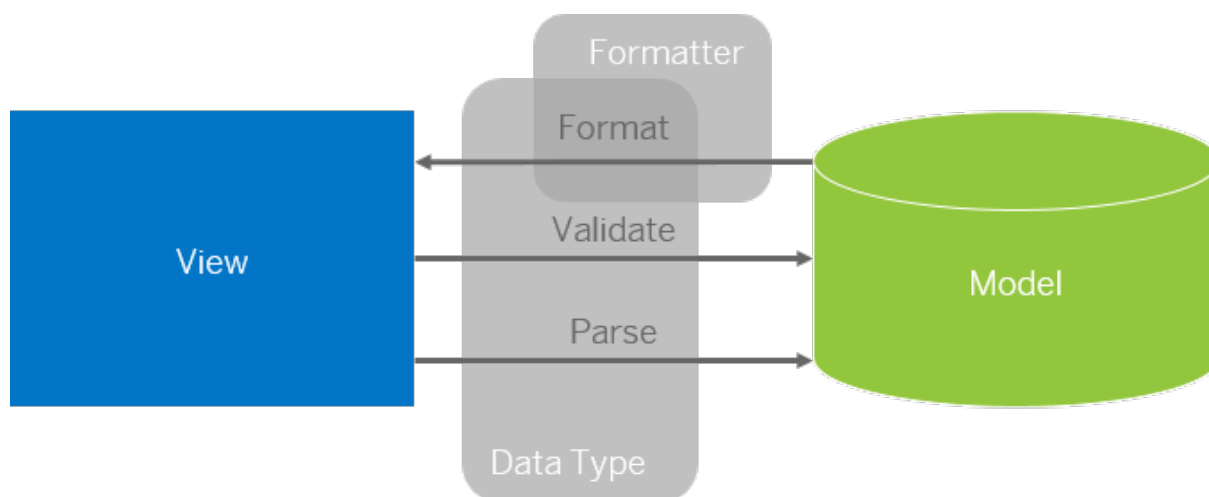 Formatter
Format
Validate
View
Model
Parse
Data Type